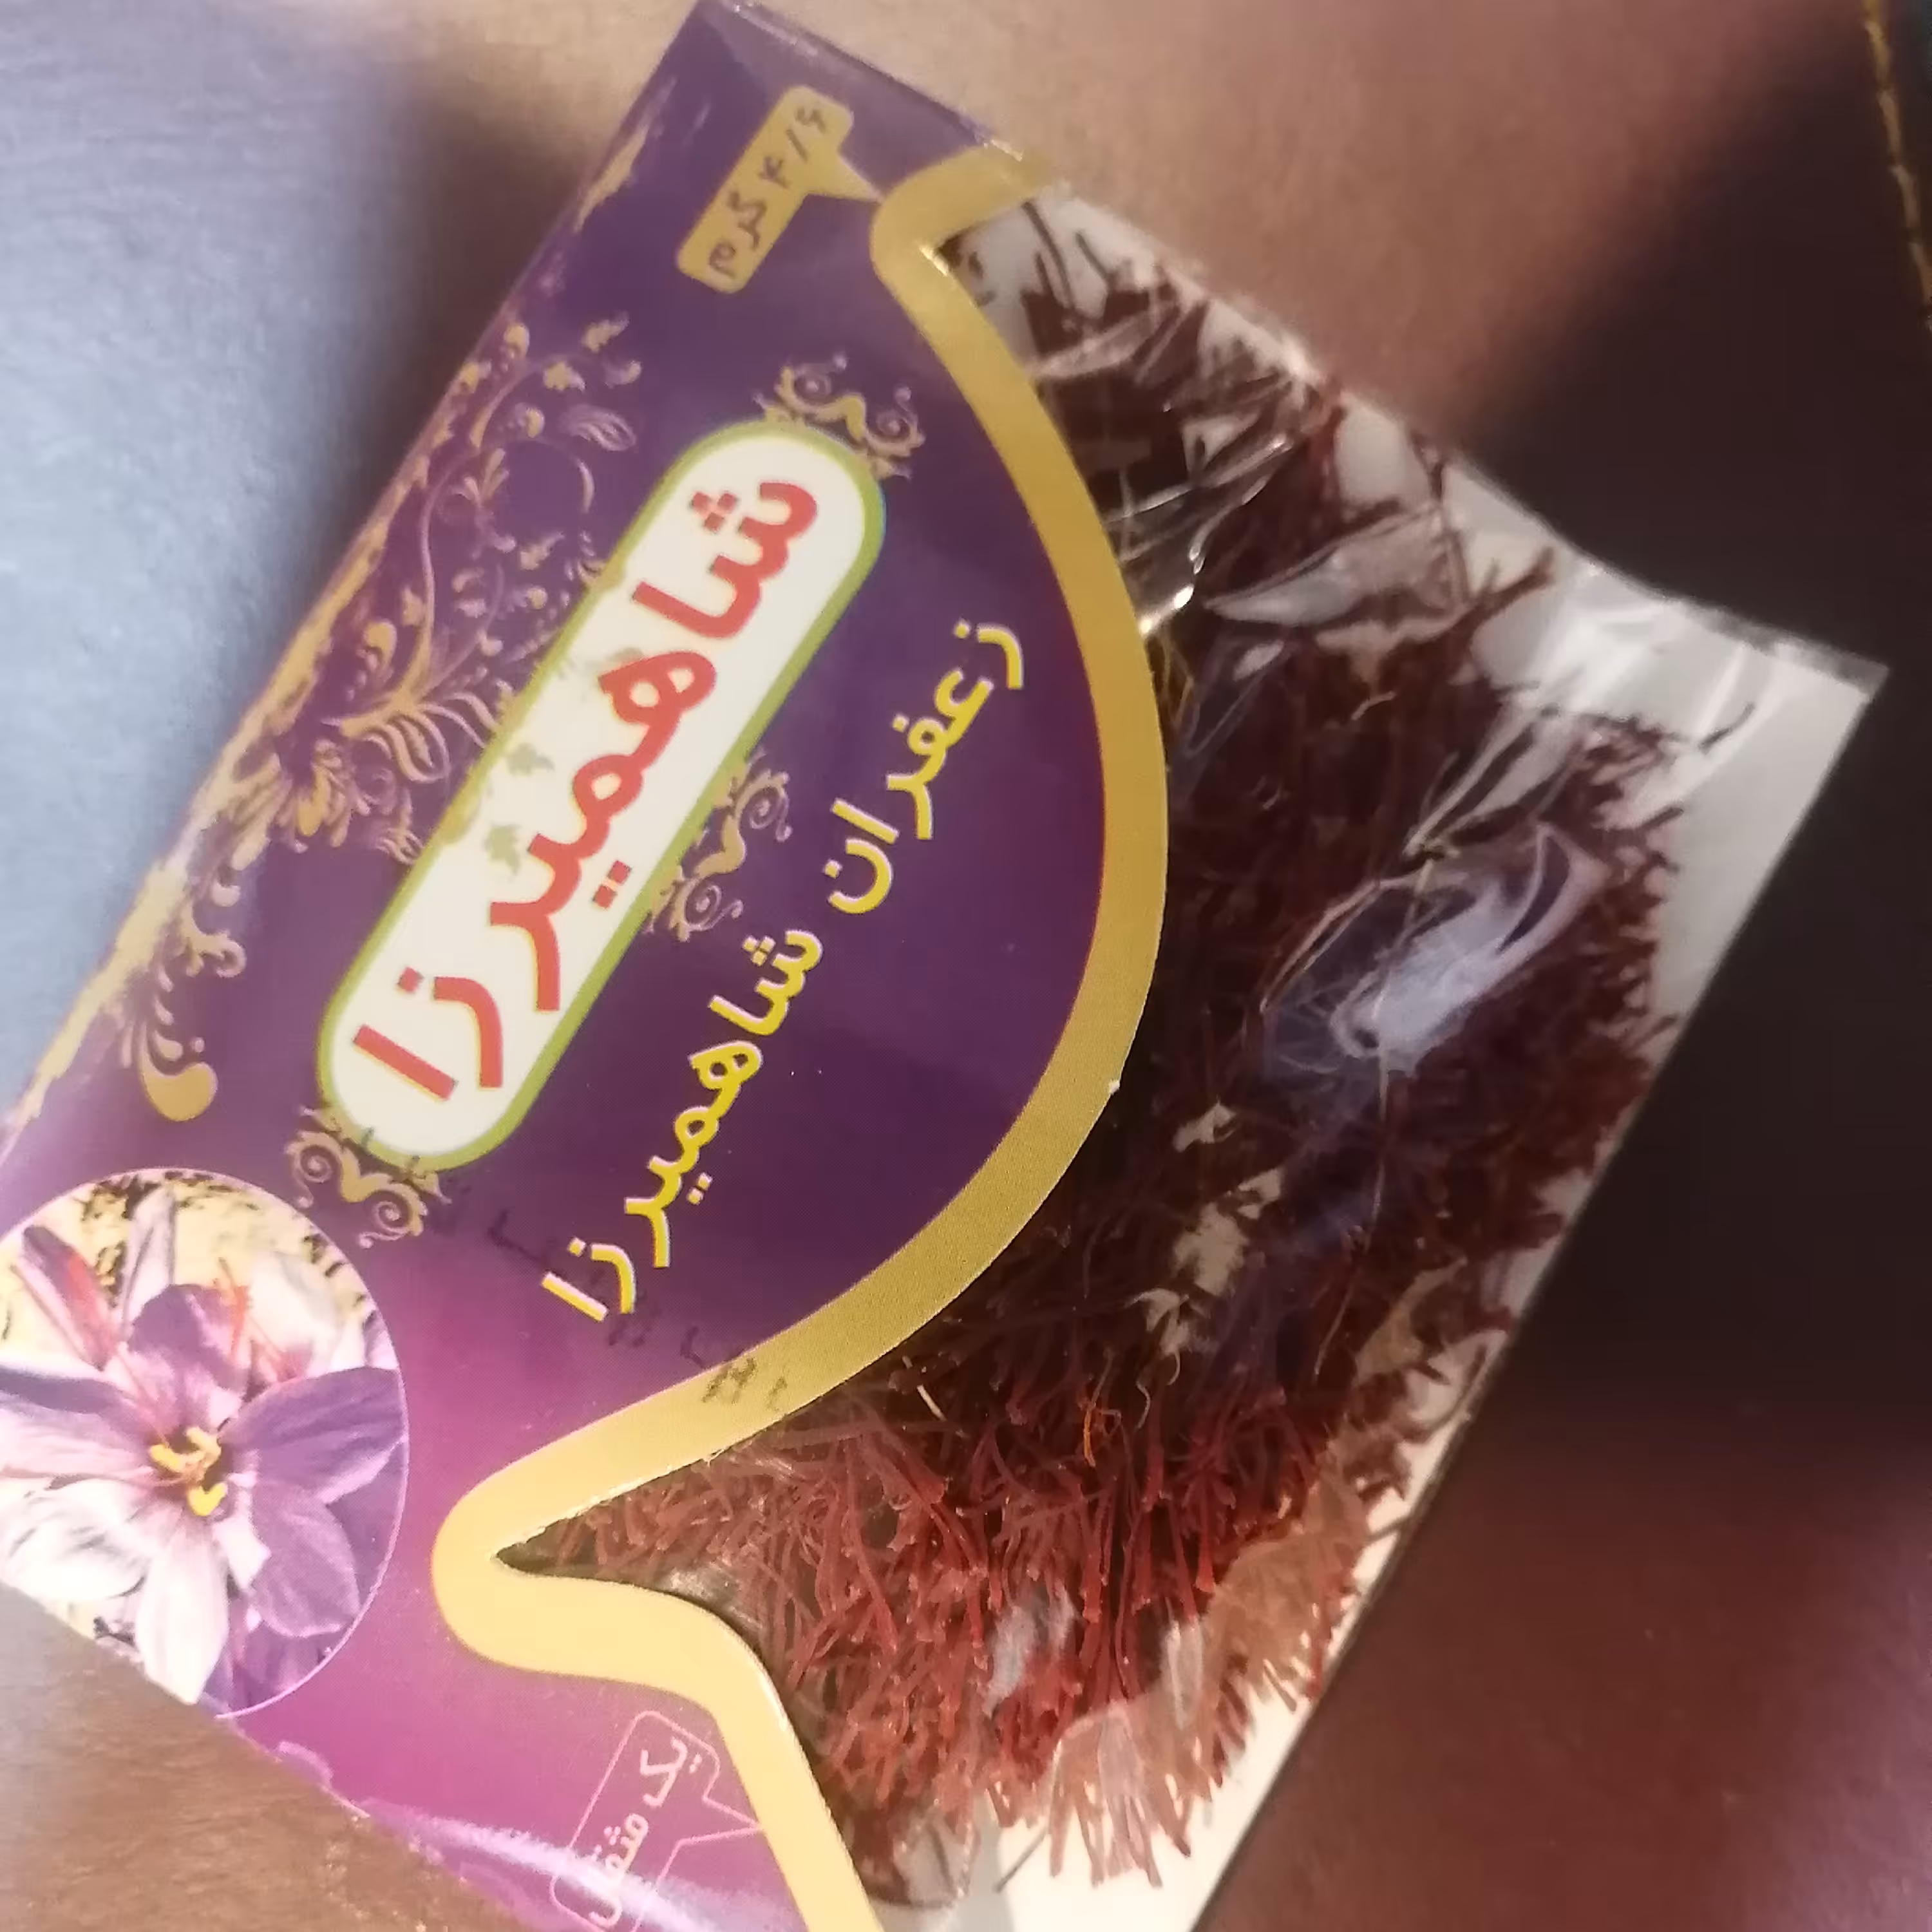 ۴/۶ گرم
شاهمیرزا
زعفران شاهمیرزا
یک مثقال